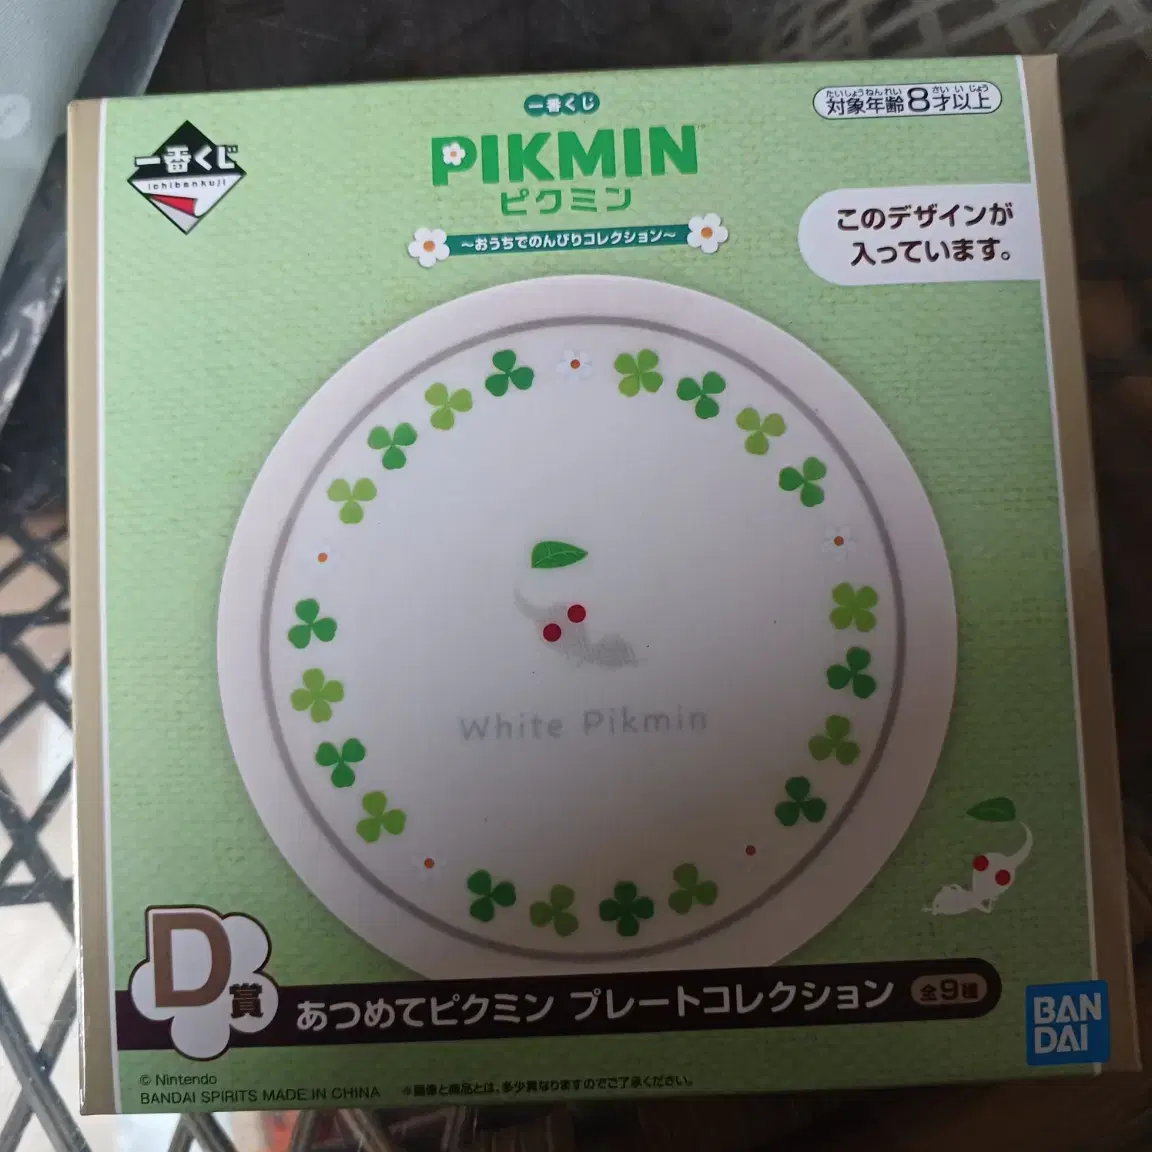 一番くじ
対象年齢8才以上
たいしょうねんれい さい いじょう
一番くじ
ichibankuji
PIKMIN
ピクミン
～おうちでのんびりコレクション～
このデザインが
入っています。
White Pikmin
D賞
あつめてピクミン プレートコレクション 全9種
BAN
DAI
© Nintendo
BANDAI SPIRITS MADE IN CHINA ※画像と商品とは、多少異なりますのでご了承ください。